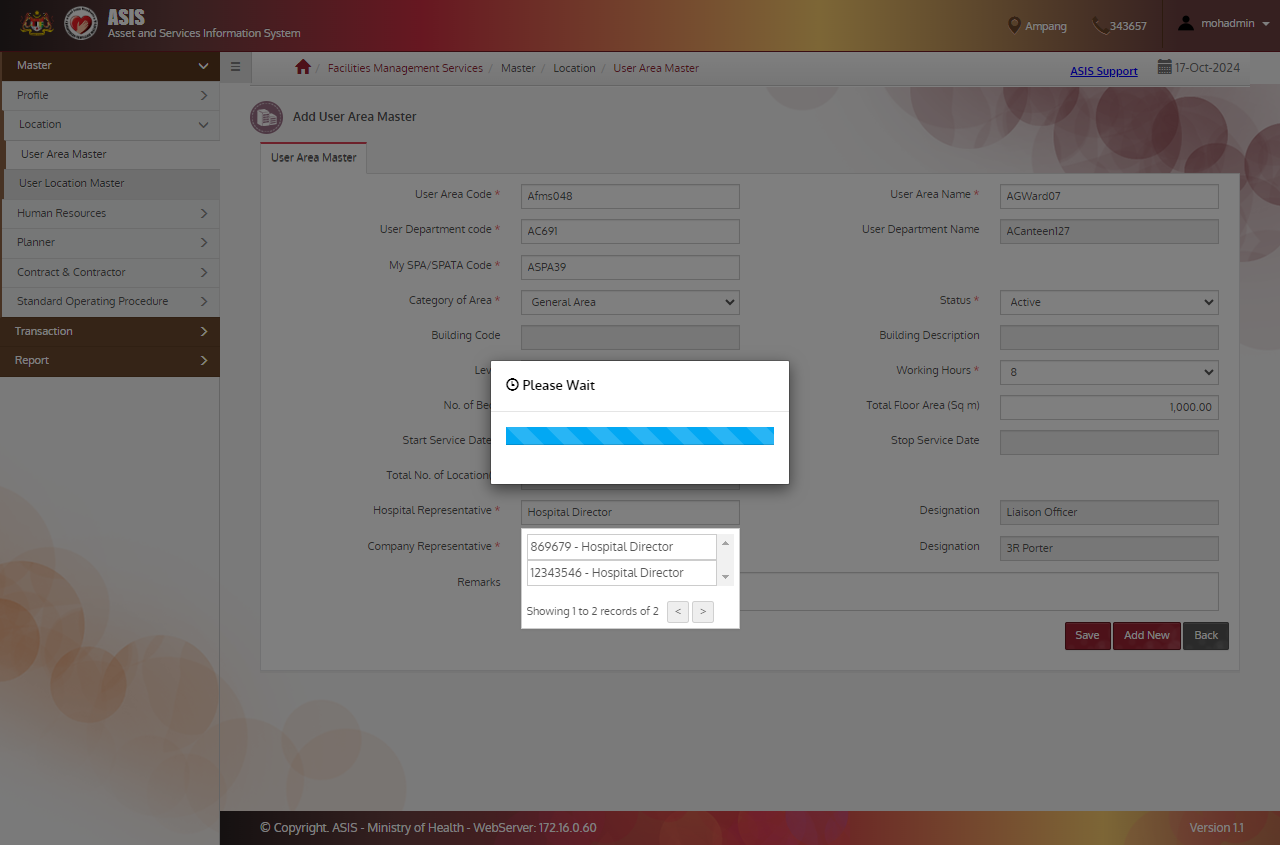 ASIS
Asset and Services Information System
Ampang
343657
mohadmin
Master
Profile
Location
User Area Master
User Location Master
Human Resources
Planner
Contract & Contractor
Standard Operating Procedure
Transaction
Report
/ Facilities Management Services / Master / Location / User Area Master
ASIS Support
17-Oct-2024
Add User Area Master
User Area Master
User Area Code * Afms048 User Area Name * AGWard07
User Department code * AC691 User Department Name ACanteen127
My SPA/SPATA Code * ASPA39
Category of Area * General Area Status * Active
Building Code Building Description
Lev Working Hours * 8
No. of Be Total Floor Area (Sq m) 1,000.00
Start Service Date Stop Service Date
Total No. of Location
Please Wait
Hospital Representative * Hospital Director Designation Liaison Officer
Company Representative * Designation 3R Porter
869679 - Hospital Director
12343546 - Hospital Director
Showing 1 to 2 records of 2 < >
Remarks
Save Add New Back
© Copyright. ASIS - Ministry of Health - WebServer: 172.16.0.60
Version 1.1